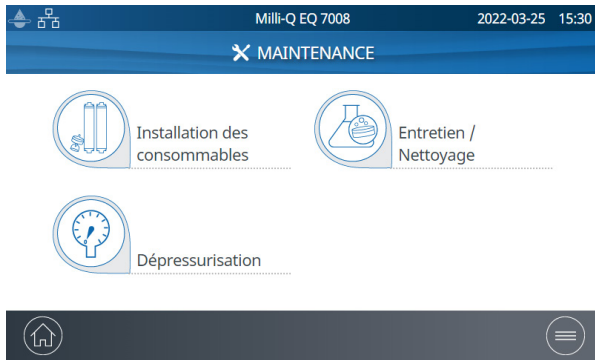 Milli-Q EQ 7008
2022-03-25 15:30
MAINTENANCE
Installation des
consommables
Entretien /
Nettoyage
Dépressurisation